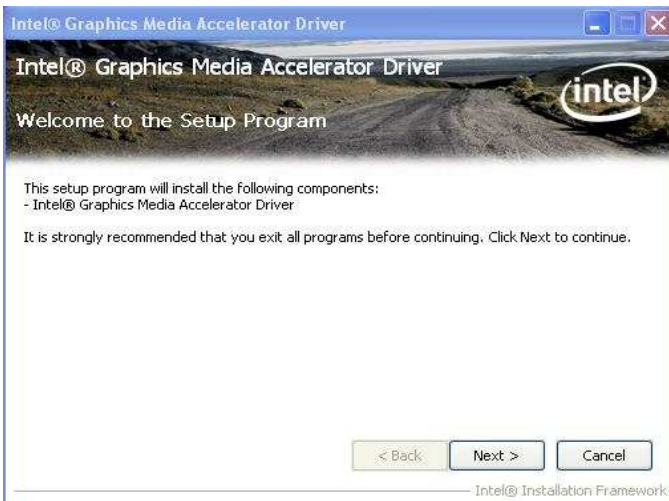 Intel® Graphics Media Accelerator Driver
Intel® Graphics Media Accelerator Driver
intel
Welcome to the Setup Program
This setup program will install the following components:
- Intel® Graphics Media Accelerator Driver
It is strongly recommended that you exit all programs before continuing. Click Next to continue.
< Back Next > Cancel
Intel® Installation Framework